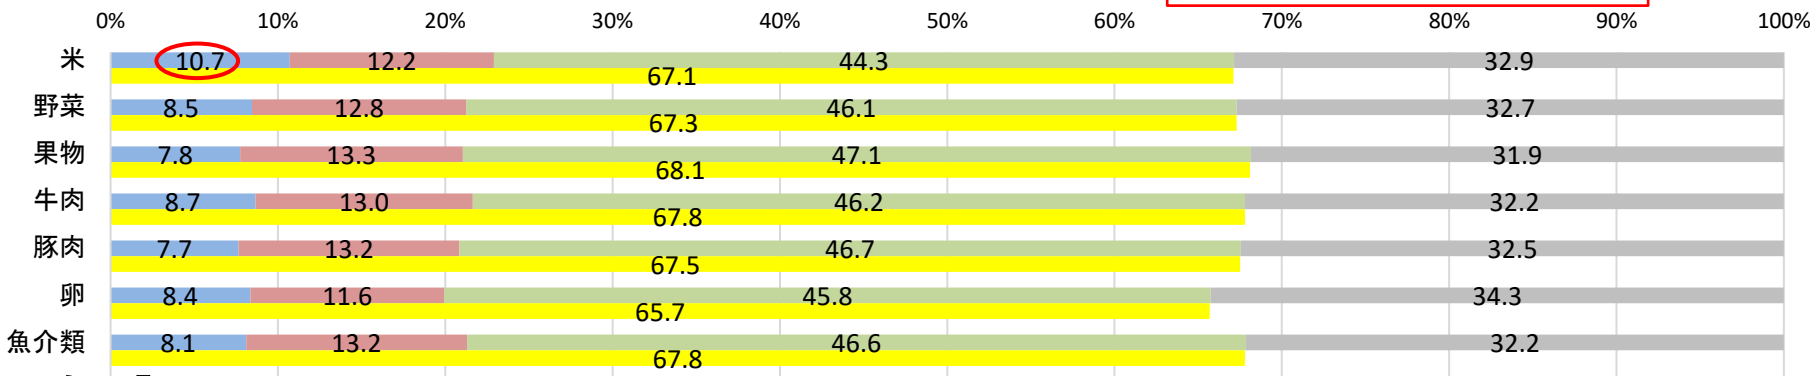 0% 10% 20% 30% 40% 50% 60% 70% 80% 90% 100%
米 10.7 12.2 44.3 32.9
67.1
野菜 8.5 12.8 46.1 32.7
67.3
果物 7.8 13.3 47.1 31.9
68.1
牛肉 8.7 13.0 46.2 32.2
67.8
豚肉 7.7 13.2 46.7 32.5
67.5
卵 8.4 11.6 45.8 34.3
65.7
魚介類 8.1 13.2 46.6 32.2
67.8